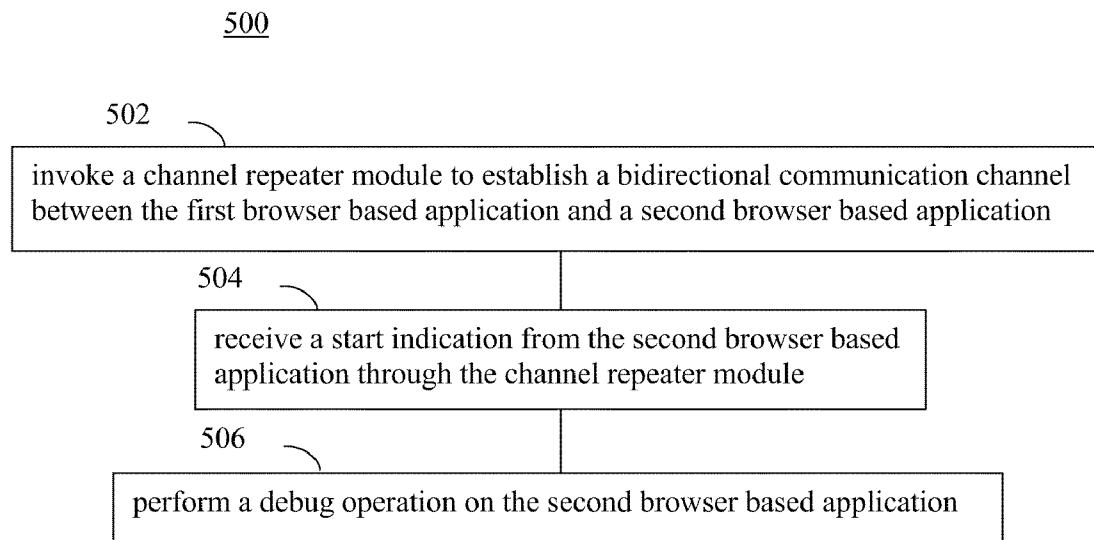 500
502
invoke a channel repeater module to establish a bidirectional communication channel
between the first browser based application and a second browser based application
504
receive a start indication from the second browser based
application through the channel repeater module
506
perform a debug operation on the second browser based application